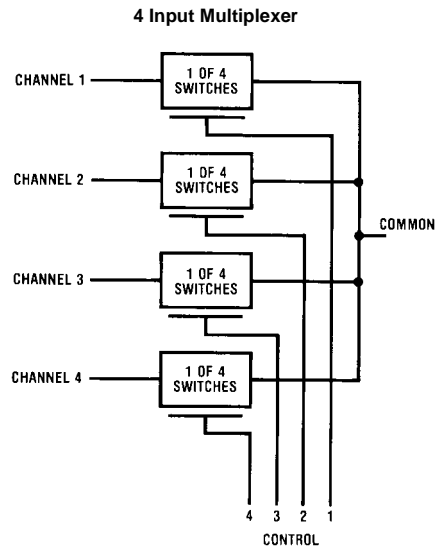 4 Input Multiplexer
CHANNEL 1
1 OF 4
SWITCHES
CHANNEL 2
1 OF 4
SWITCHES
COMMON
CHANNEL 3
1 OF 4
SWITCHES
CHANNEL 4
1 OF 4
SWITCHES
4 3 2 1
CONTROL